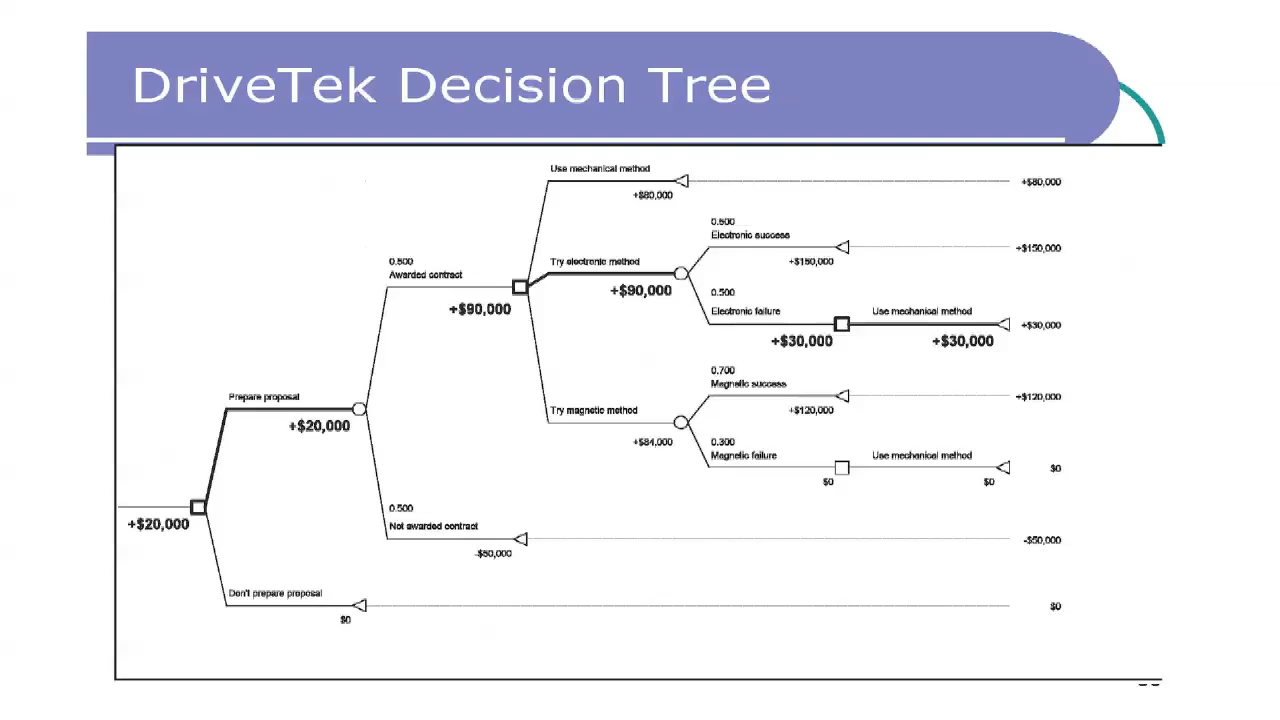 DriveTek Decision Tree
Use mechanical method
+$80,000
+$80,000
0.500
Electronic success
+$150,000
+$150,000
0.500
Awarded contract
+$90,000
Try electronic method
+$90,000
0.500
Electronic failure
+$30,000
Use mechanical method
+$30,000
+$30,000
0.700
Magnetic success
+$120,000
+$120,000
Prepare proposal
+$20,000
Try magnetic method
+$84,000
0.300
Magnetic failure
$0
Use mechanical method
$0
$0
+$20,000
0.500
Not awarded contract
-$50,000
-$50,000
Don't prepare proposal
$0
$0